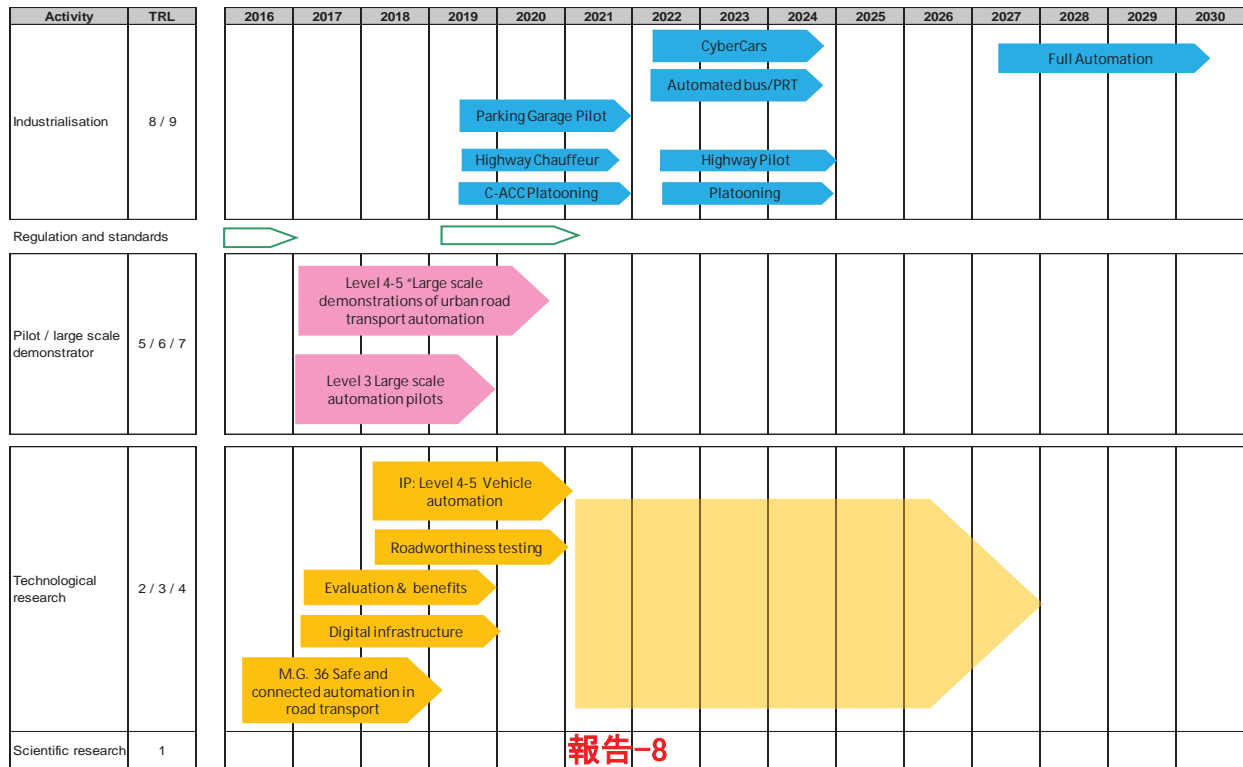 Activity TRL 2016 2017 2018 2019 2020 2021 2022 2023 2024 2025 2026 2027 2028 2029 2030
CyberCars
Full Automation
Automated bus/PRT
Parking Garage Pilot
Industrialisation 8 / 9
Highway Chauffeur Highway Pilot
C-ACC Platooning Platooning
Regulation and standards
Level 4-5 “Large scale
demonstrations of urban road
transport automation
Pilot / large scale
demonstrator 5 / 6 / 7
Level 3 Large scale
automation pilots
IP: Level 4-5 Vehicle
automation
Roadworthiness testing
Technological
research 2 / 3 / 4
Evaluation & benefits
Digital infrastructure
M.G. 36 Safe and
connected automation in
road transport
Scientific research 1
報告-8